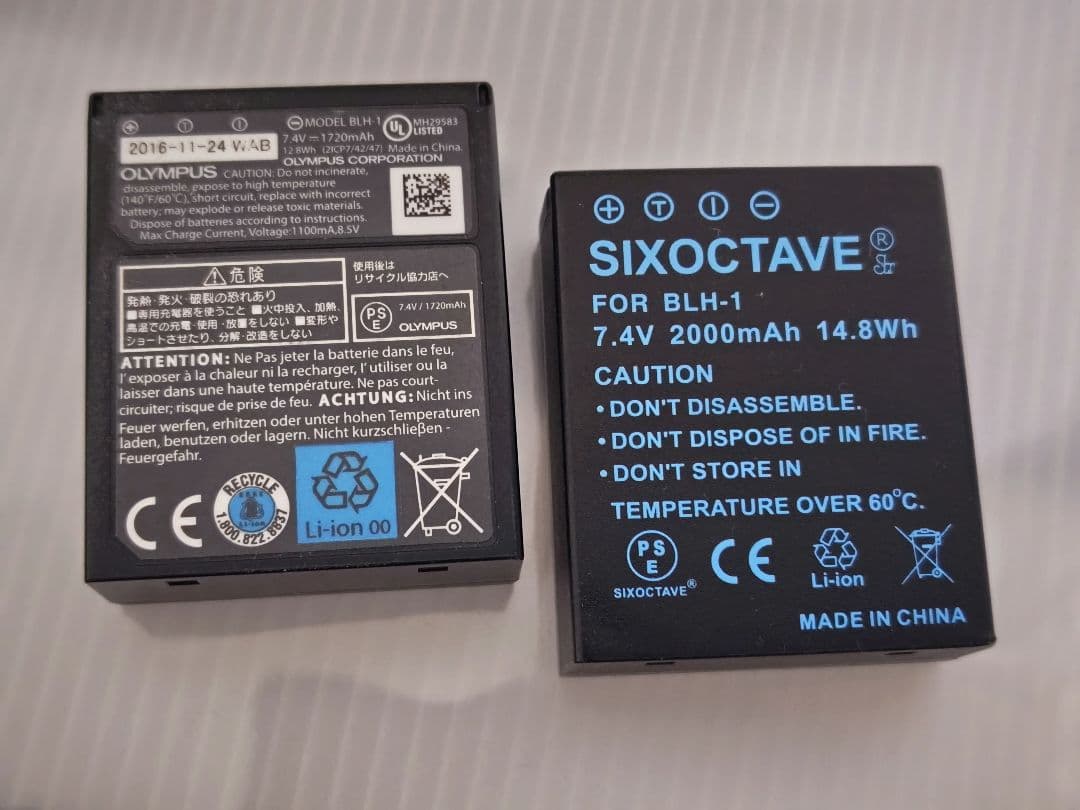 2016-11-24 WAB
MODEL BLH-1
7.4V 1720mAh
12.8Wh (2ICP7/42/47) Made in China.
OLYMPUS CORPORATION
UL MH29583
LISTED
OLYMPUS CAUTION: Do not incinerate,
disassemble, expose to high temperature
(140°F/60°C), short circuit, replace with incorrect
battery; may explode or release toxic materials.
Dispose of batteries according to instructions.
Max Charge Current, Voltage:1100mA,8.5V
危険
発熱・発火・破裂の恐れあり
■専用充電器を使うこと ■火中投入、加熱、
高温での充電・使用・放置をしない ■変形や
ショートさせたり、分解・改造をしない
使用後は
リサイクル協力店へ
PS
E
7.4V / 1720mAh
OLYMPUS
ATTENTION: Ne Pas jeter la batterie dans le feu,
l'exposer à la chaleur ni la recharger, l'utiliser ou la
laisser dans une haute température. Ne pas court-
circuiter; risque de prise de feu. ACHTUNG: Nicht ins
Feuer werfen, erhitzen oder unter hohen Temperaturen
laden, benutzen oder lagern. Nicht kurzschlieβen -
Feuergefahr.
CE
RECYCLE
Li-ion
1.800.822.8837
Li-ion 00
+ T I −
SIXOCTAVE®
FOR BLH-1
7.4V 2000mAh 14.8Wh
CAUTION
• DON'T DISASSEMBLE.
• DON'T DISPOSE OF IN FIRE.
• DON'T STORE IN
TEMPERATURE OVER 60°C.
PS
E
SIXOCTAVE®
CE
Li-ion
MADE IN CHINA